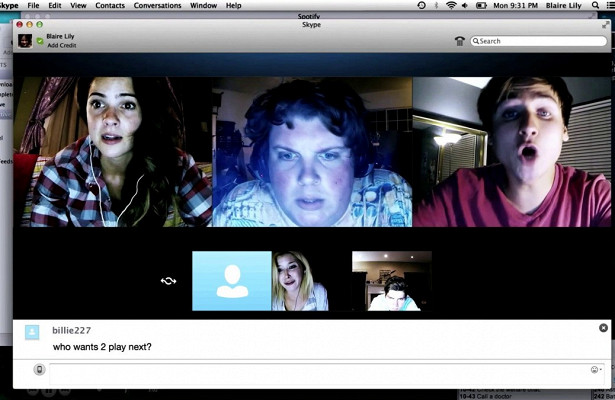 Skype File Edit View Contacts Conversations Window Help Mon 9:31 PM Blaire Lily
Spotify
Skype
Blaire Lily
Add Credit
Search
billie227
who wants 2 play next?
10-43 Call a doctor